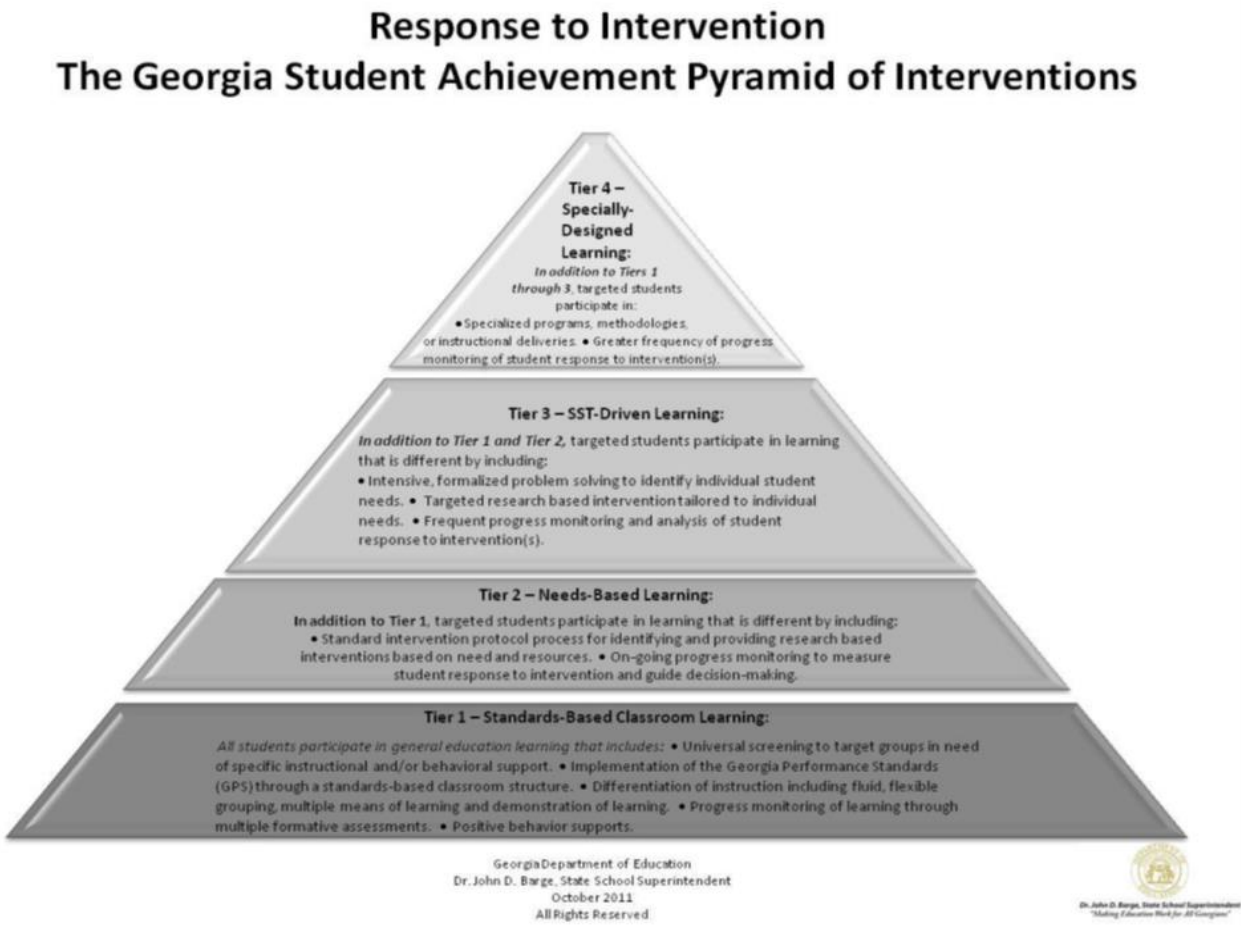 Response to Intervention
The Georgia Student Achievement Pyramid of Interventions
Tier 4 –
Specially-
Designed
Learning:
In addition to Tiers 1
through 3, targeted students
participate in:
• Specialized programs, methodologies,
or instructional deliveries. • Greater frequency of progress
monitoring of student response to intervention(s).
Tier 3 – SST-Driven Learning:
In addition to Tier 1 and Tier 2, targeted students participate in learning
that is different by including:
• Intensive, formalized problem solving to identify individual student
needs. • Targeted research based intervention tailored to individual
needs. • Frequent progress monitoring and analysis of student
response to intervention(s).
Tier 2 – Needs-Based Learning:
In addition to Tier 1, targeted students participate in learning that is different by including:
• Standard intervention protocol process for identifying and providing research based
interventions based on need and resources. • On-going progress monitoring to measure
student response to intervention and guide decision-making.
Tier 1 – Standards-Based Classroom Learning:
All students participate in general education learning that includes: • Universal screening to target groups in need
of specific instructional and/or behavioral support. • Implementation of the Georgia Performance Standards
(GPS) through a standards-based classroom structure. • Differentiation of instruction including fluid, flexible
grouping, multiple means of learning and demonstration of learning. • Progress monitoring of learning through
multiple formative assessments. • Positive behavior supports.
Georgia Department of Education
Dr. John D. Barge, State School Superintendent
October 2011
All Rights Reserved
Dr. John D. Barge, State School Superintendent
"Making Education Work for All Georgians"